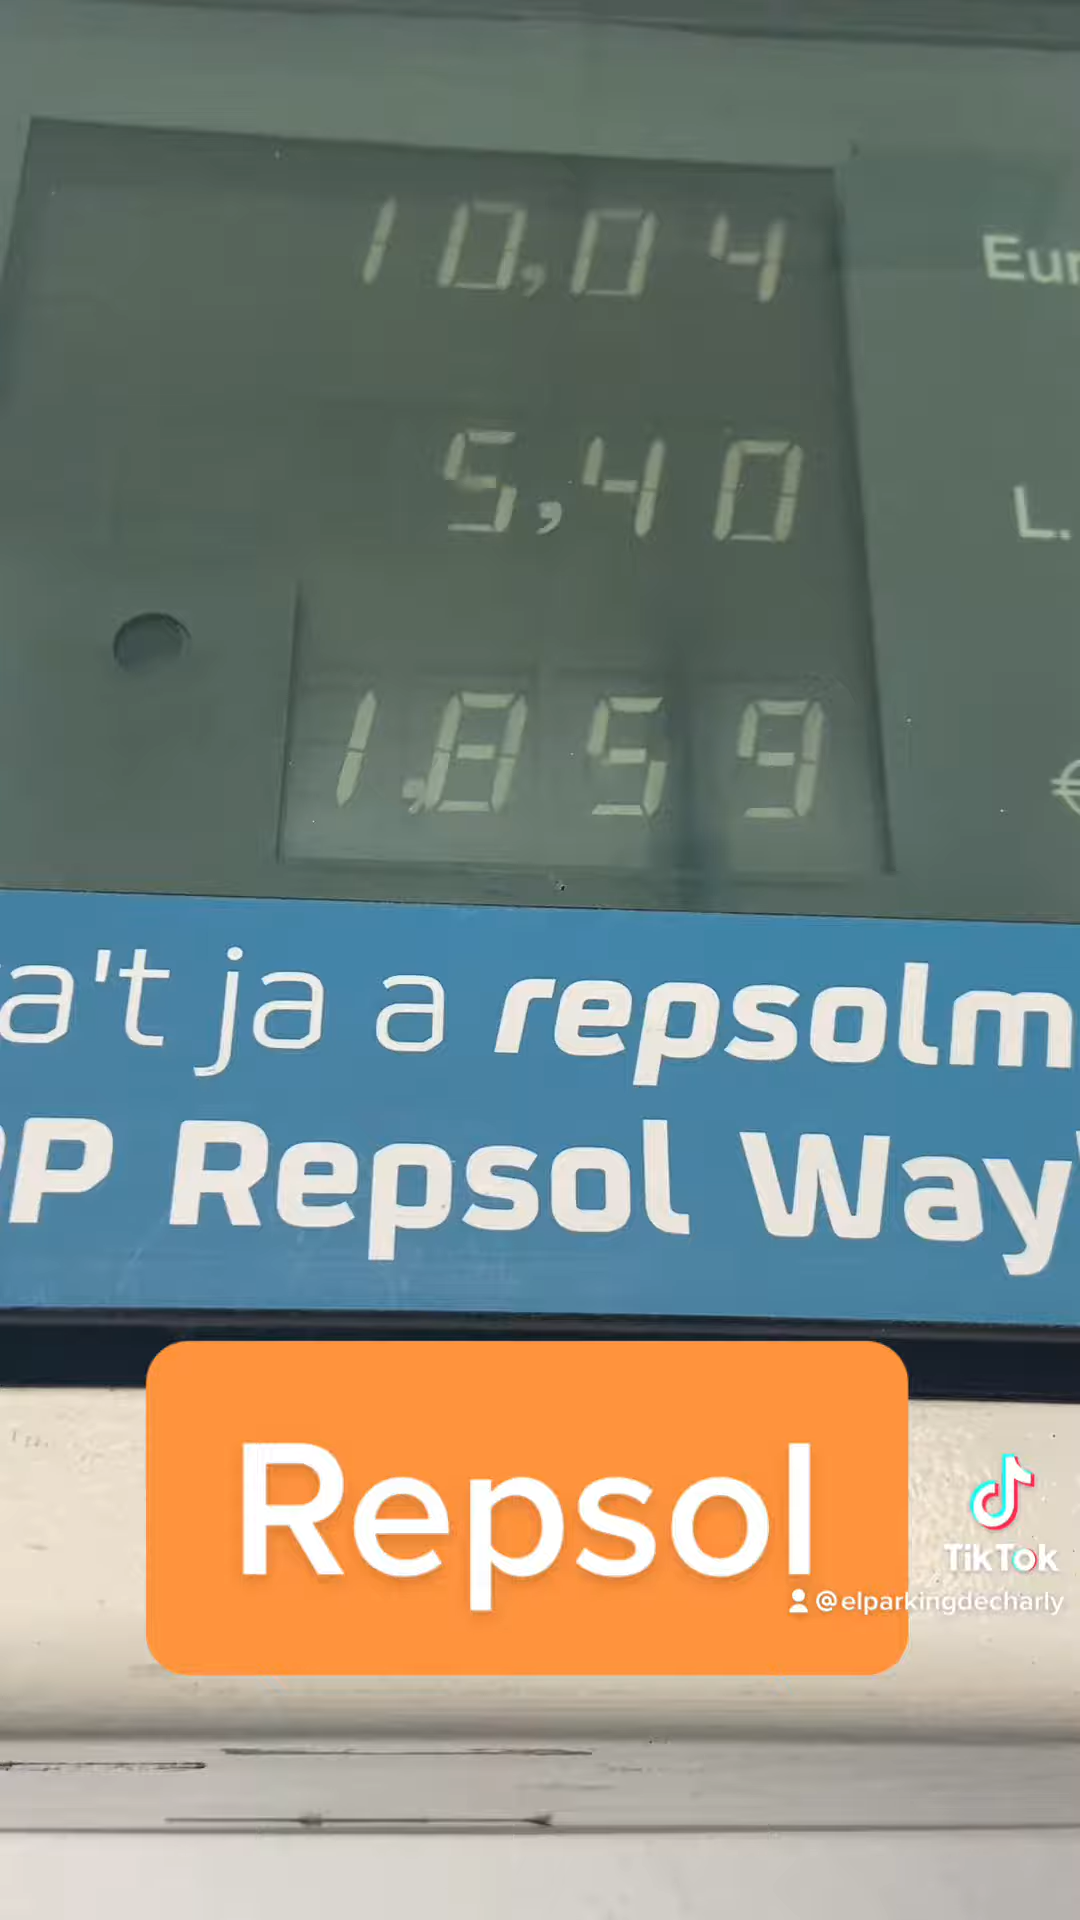 10,04 Eur
5,40 L.
1,859 €
a't ja a repsolm
P Repsol Way
Repsol
TikTok
@elparkingdecharly